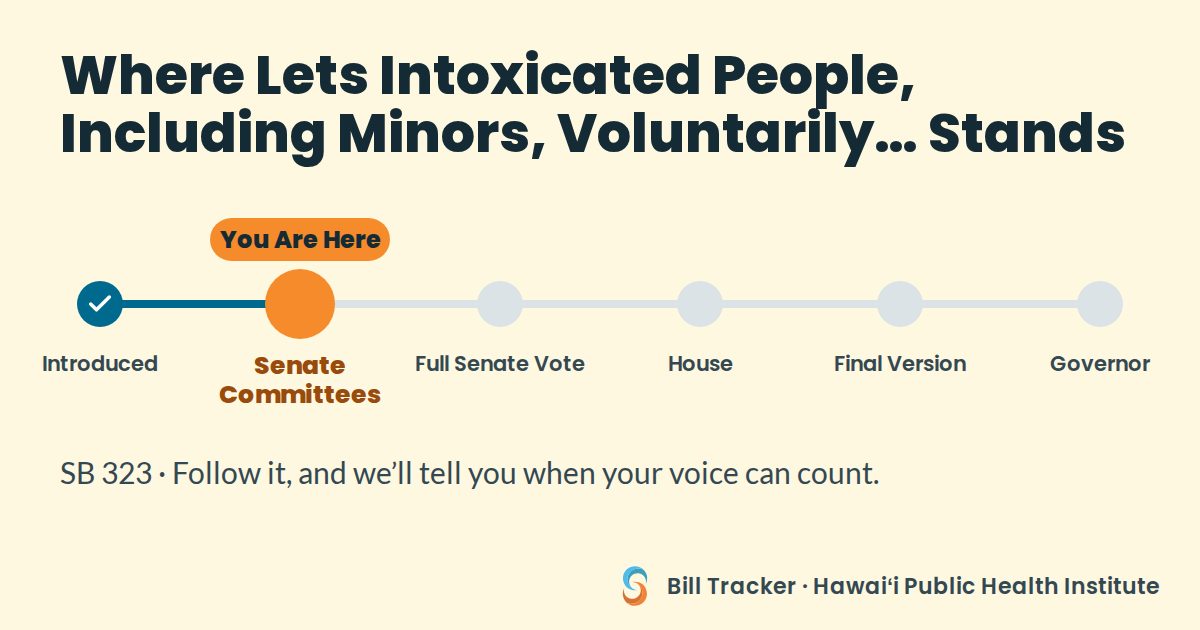 Where Lets Intoxicated People,
Including Minors, Voluntarily... Stands
You Are Here
Introduced
Senate
Committees
Full Senate Vote
House
Final Version
Governor
SB 323 · Follow it, and we’ll tell you when your voice can count.
Bill Tracker · Hawaiʻi Public Health Institute